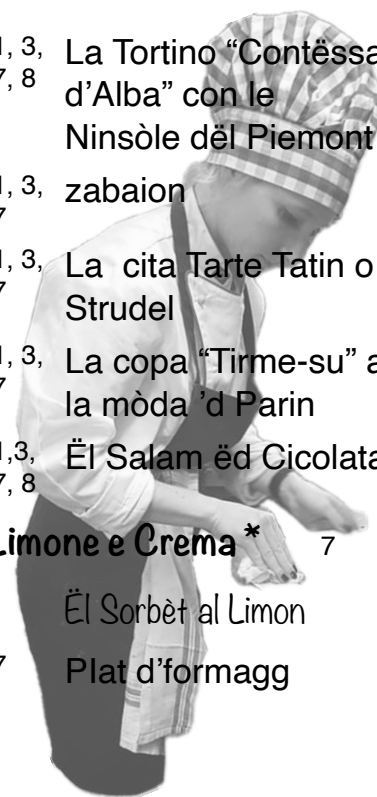 1, 3, La Tortino “Contëssa
7, 8 d’Alba” con le
Ninsòle dël Piemont
1, 3, zabaion
7
1, 3, La cita Tarte Tatin o
7 Strudel
1, 3, La copa “Tirme-su” a
7 la mòda ’d Parin
1,3, Ël Salam ëd Cicolata
7, 8
Limone e Crema * 7
Ël Sorbèt al Limon
7 Plat d’formagg